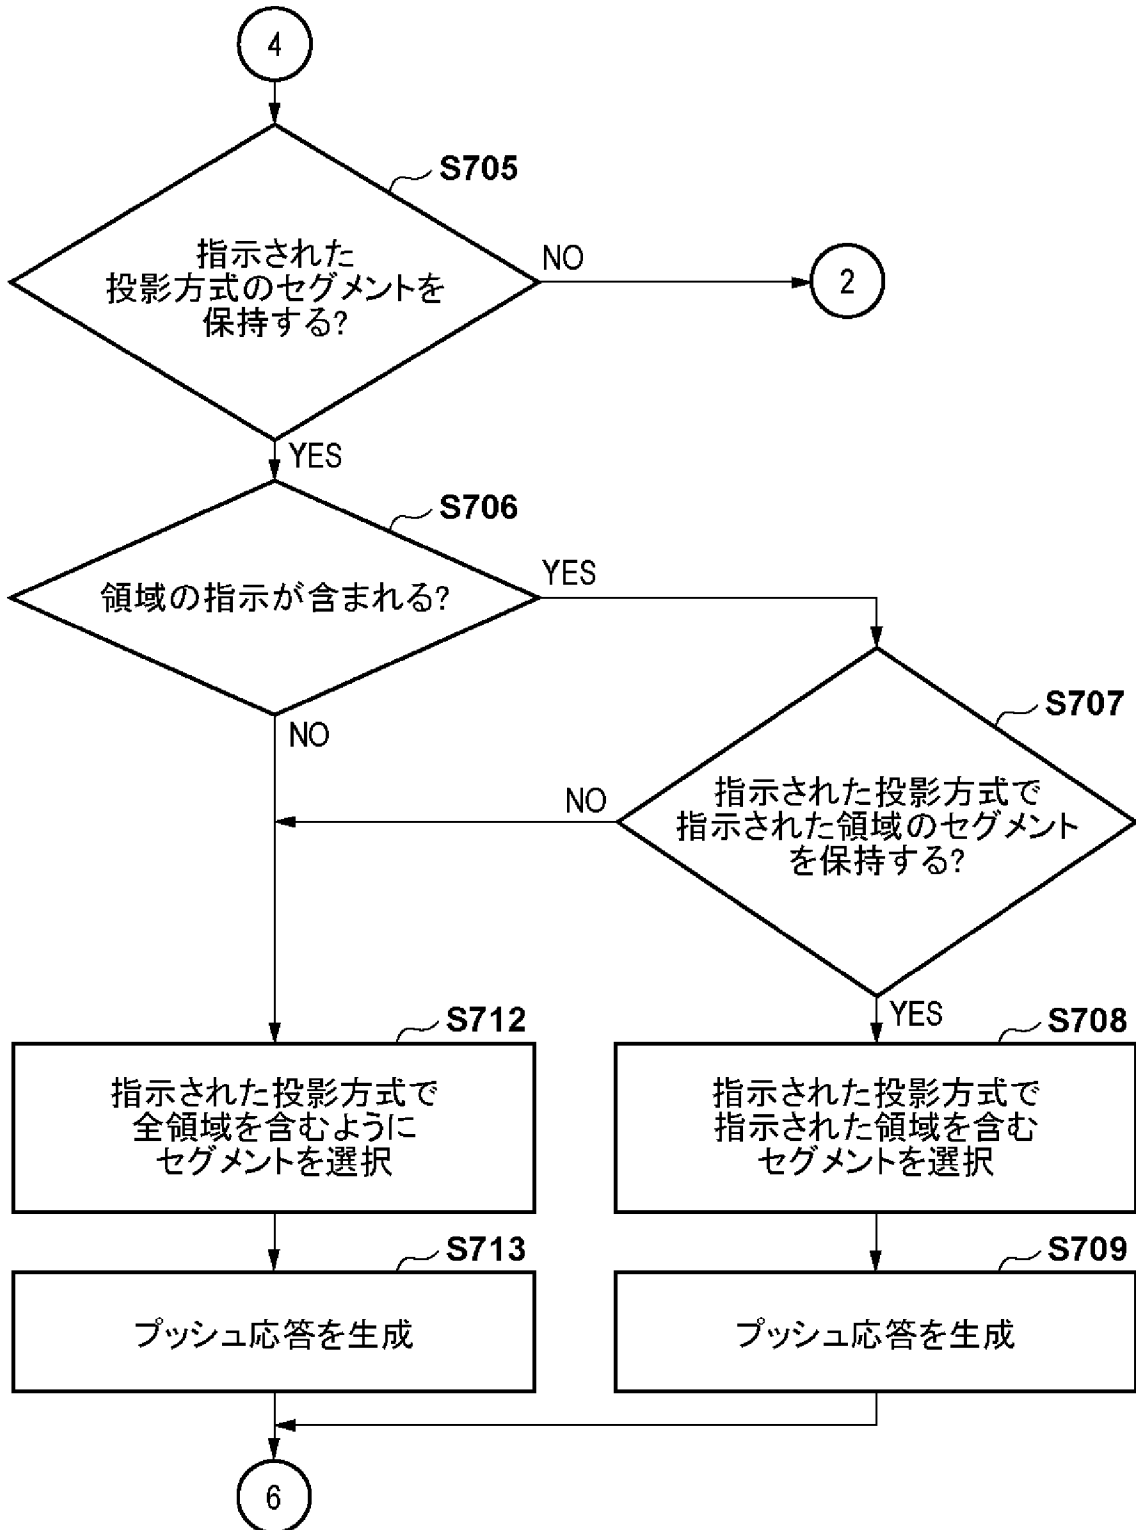 4
S705
指示された
投影方式のセグメントを
保持する?
NO
2
YES
S706
領域の指示が含まれる?
YES
NO
S707
指示された投影方式で
指示された領域のセグメント
を保持する?
NO
YES
S712
指示された投影方式で
全領域を含むように
セグメントを選択
S708
指示された投影方式で
指示された領域を含む
セグメントを選択
S713
プッシュ応答を生成
S709
プッシュ応答を生成
6